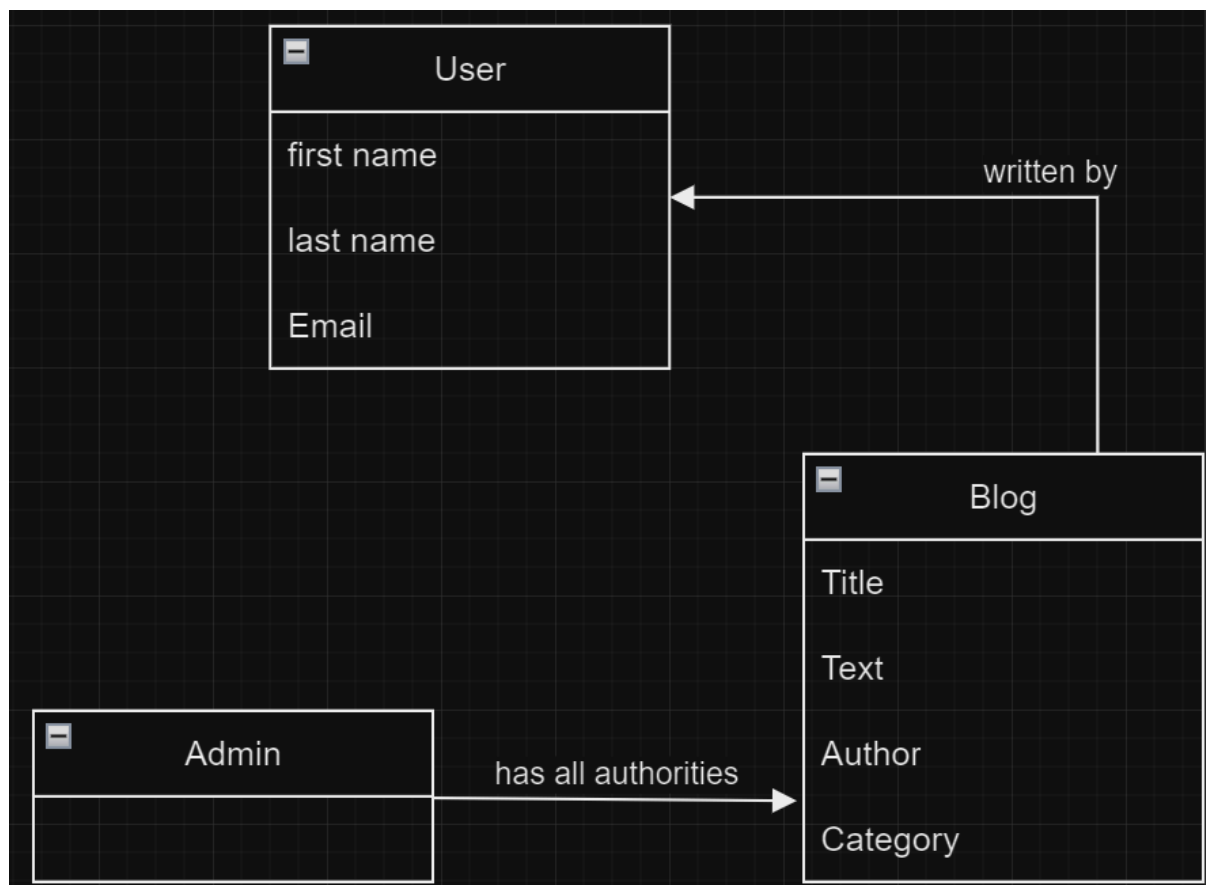 User
first name
last name
Email
written by
Blog
Title
Text
Author
Category
Admin
has all authorities